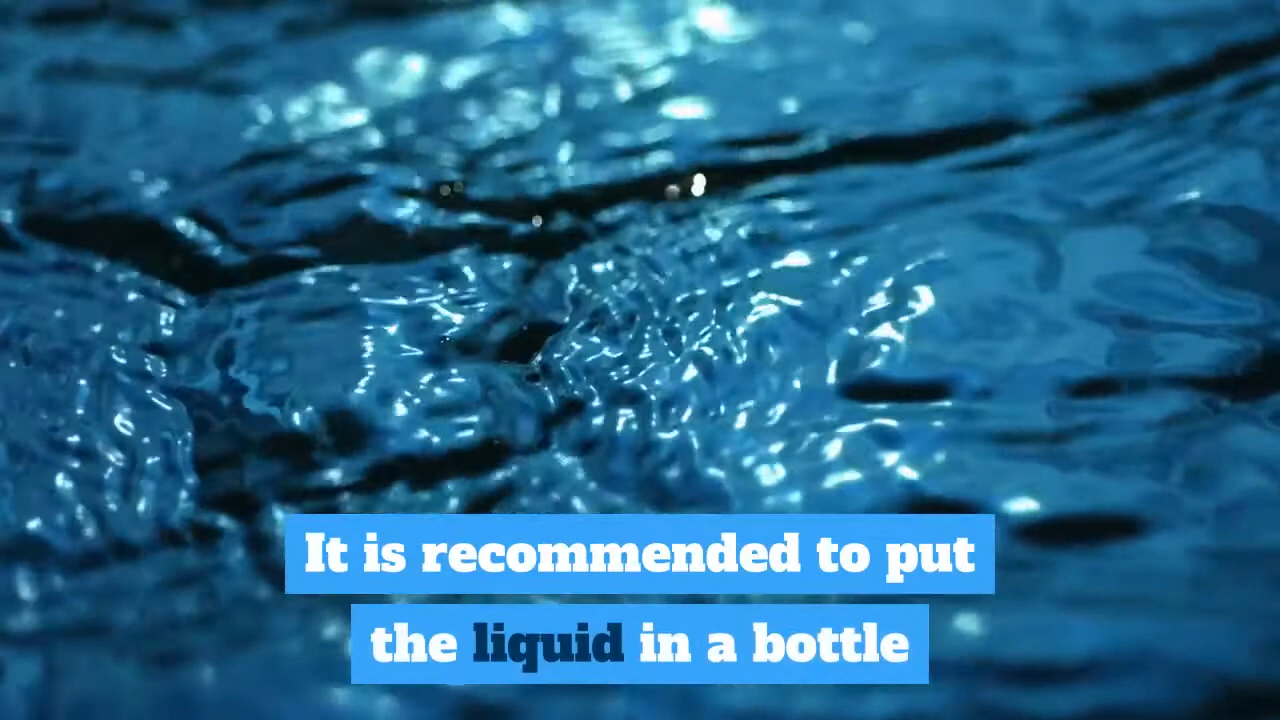 It is recommended to put
the liquid in a bottle